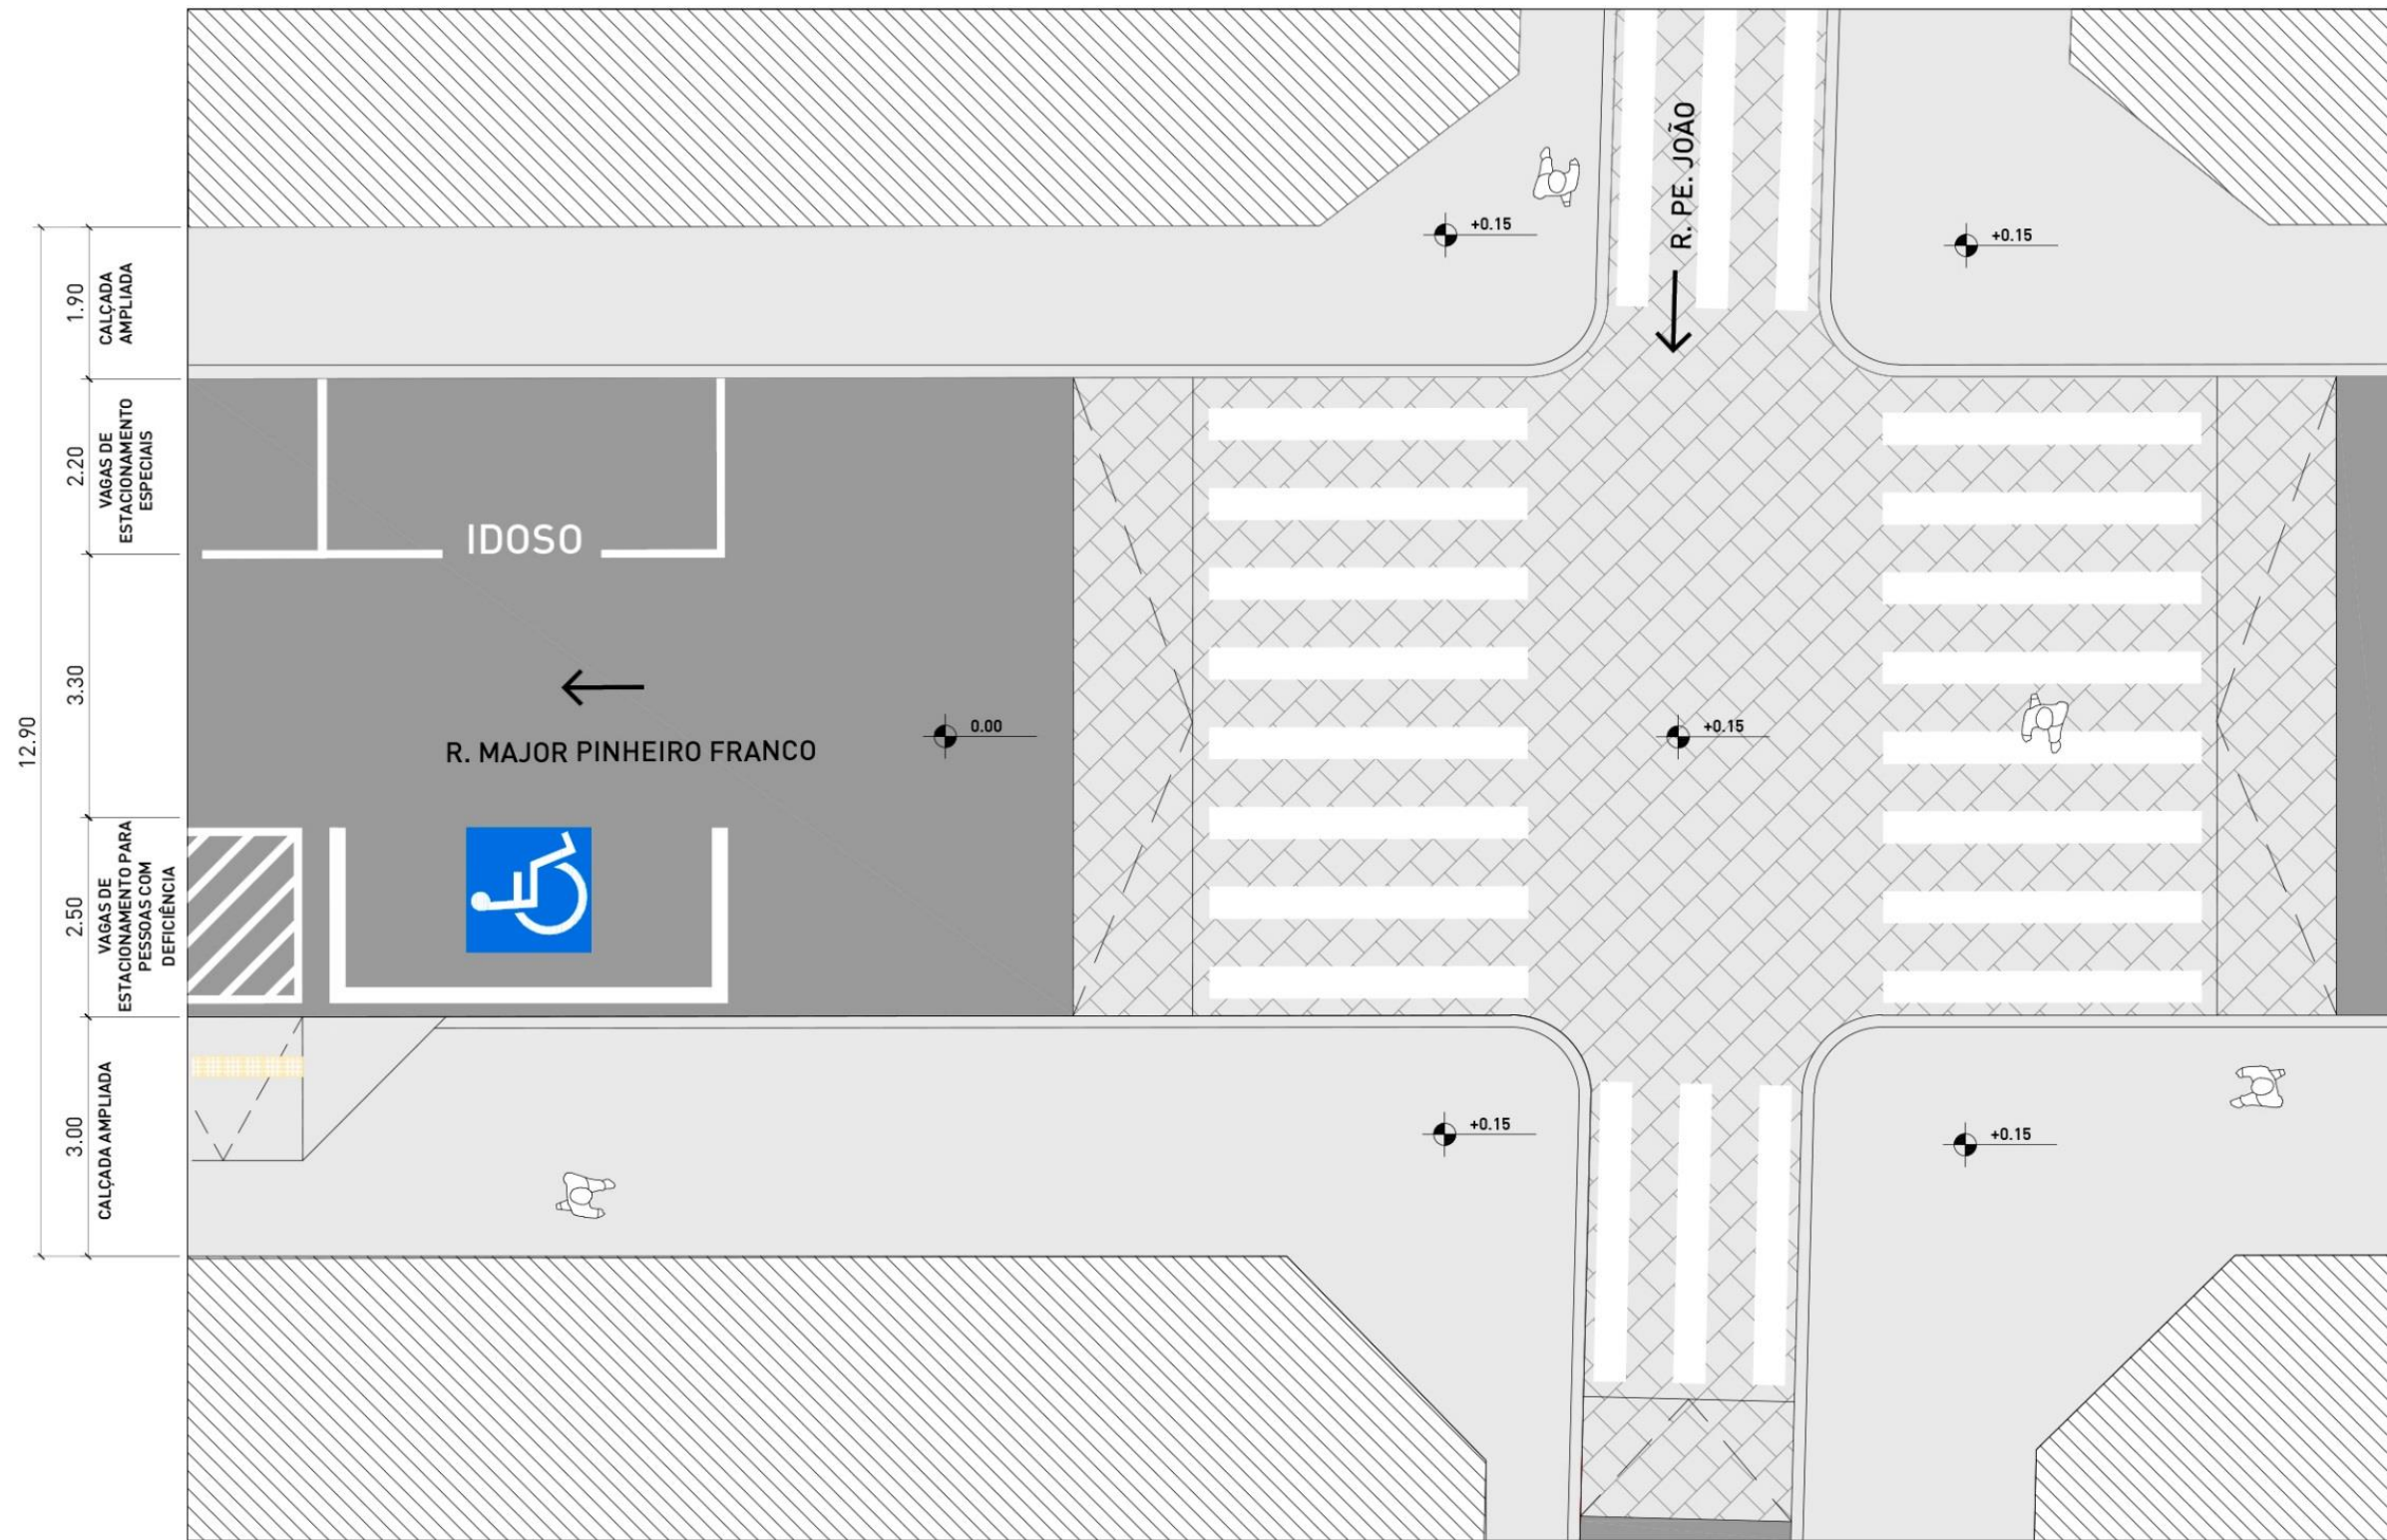 12.90
1.90
CALÇADA
AMPLIADA
2.20
VAGAS DE
ESTACIONAMENTO
ESPECIAIS
3.30
2.50
VAGAS DE
ESTACIONAMENTO PARA
PESSOAS COM
DEFICIÊNCIA
3.00
CALÇADA AMPLIADA
R. PE. JOÃO
+0.15
+0.15
IDOSO
R. MAJOR PINHEIRO FRANCO
0.00
+0.15
+0.15
+0.15